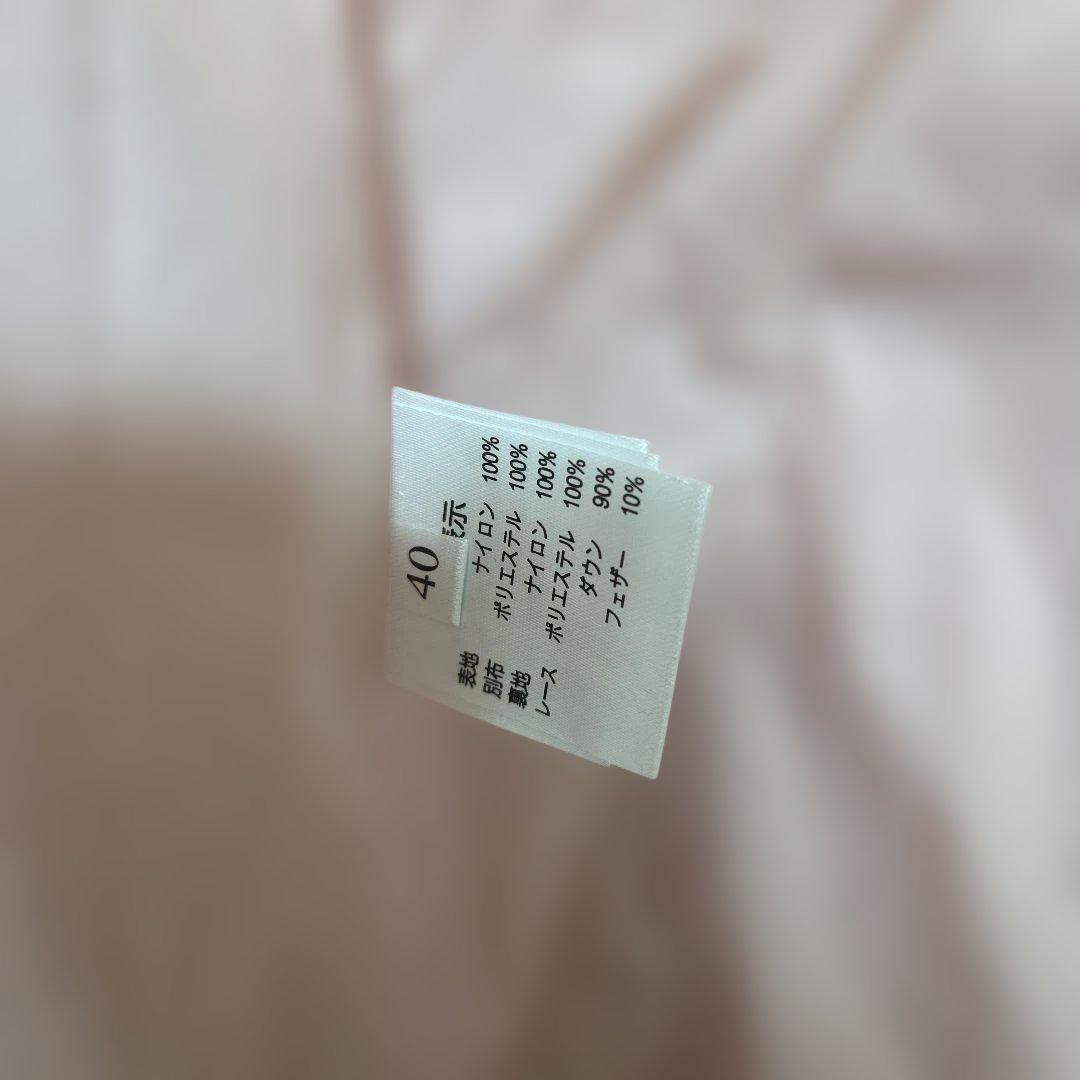 40
示
表地 ナイロン 100%
別布 ポリエステル 100%
裏地 ナイロン 100%
レース ポリエステル 100%
ダウン 90%
フェザー 10%